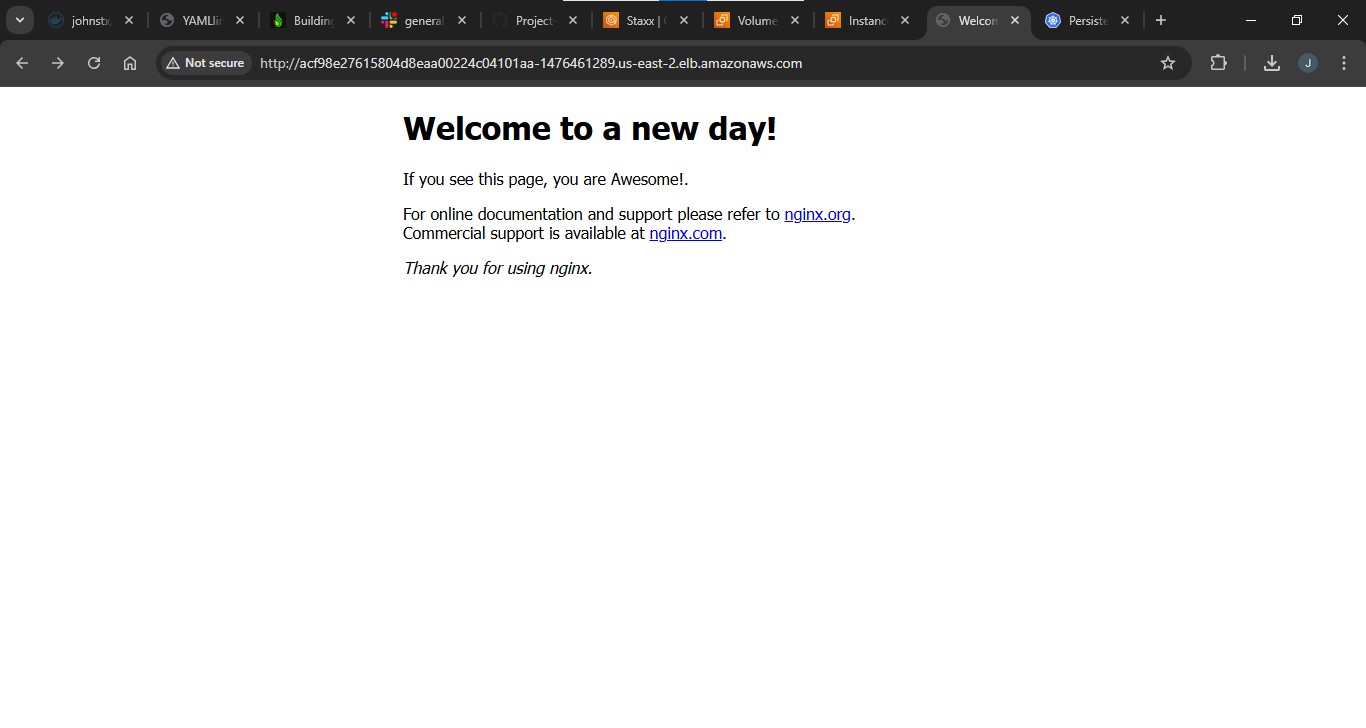 johnstx
YAMLin
Building
general
Project-
Staxx | 
Volume
Instanc
Welcon
Persiste
Not secure
http://acf98e27615804d8eaa00224c04101aa-1476461289.us-east-2.elb.amazonaws.com
J
Welcome to a new day!
If you see this page, you are Awesome!.
For online documentation and support please refer to nginx.org.
Commercial support is available at nginx.com.
Thank you for using nginx.